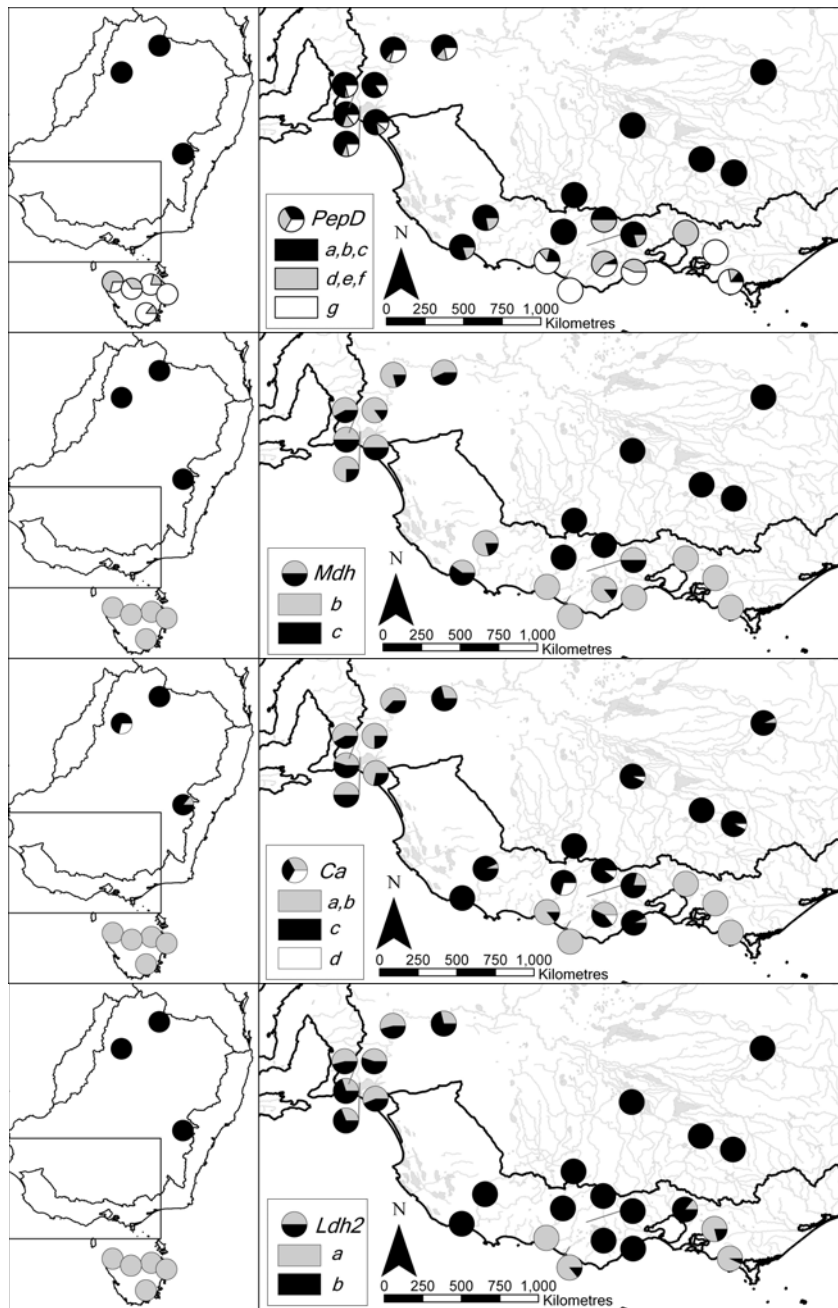 PepD
a,b,c
d,e,f
g
N
0 250 500 750 1,000
Kilometres
Mdh
b
c
N
0 250 500 750 1,000
Kilometres
Ca
a,b
c
d
N
0 250 500 750 1,000
Kilometres
Ldh2
a
b
N
0 250 500 750 1,000
Kilometres